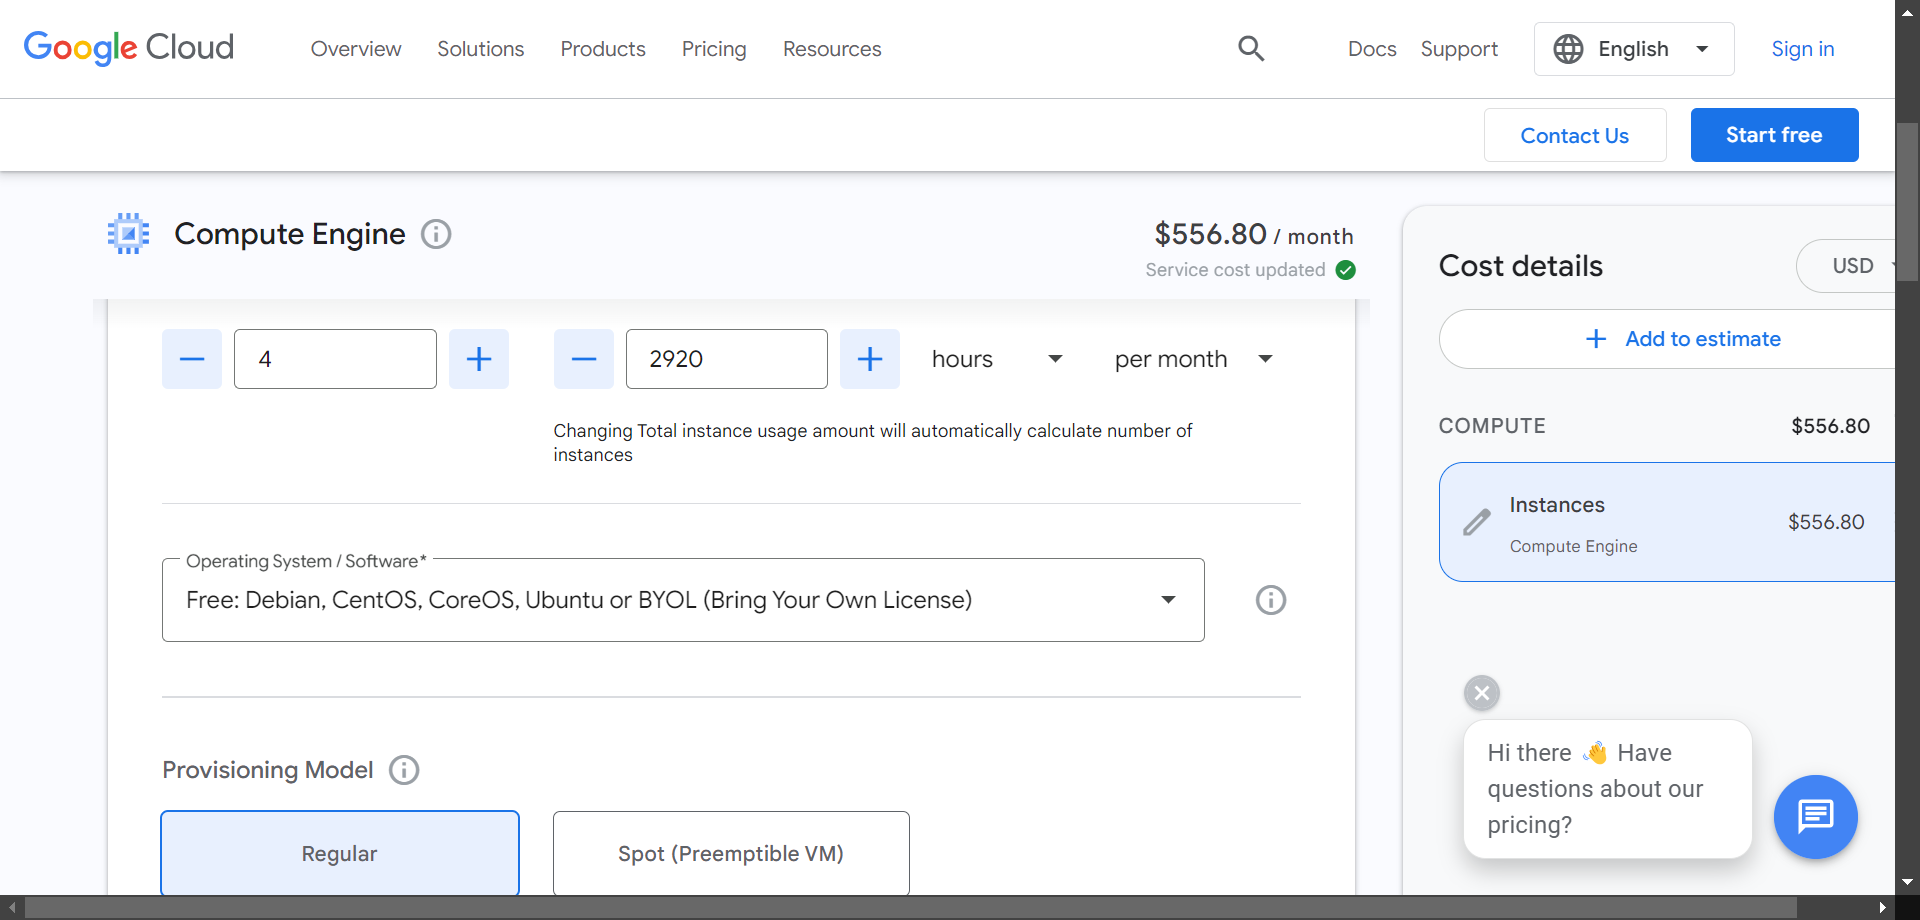 Google Cloud
Overview
Solutions
Products
Pricing
Resources
Docs
Support
English
Sign in
Contact Us
Start free
Compute Engine
$556.80 / month
Service cost updated
4
2920
hours
per month
Changing Total instance usage amount will automatically calculate number of
instances
Operating System / Software*
Free: Debian, CentOS, CoreOS, Ubuntu or BYOL (Bring Your Own License)
Provisioning Model
Regular
Spot (Preemptible VM)
Cost details
USD
Add to estimate
COMPUTE
$556.80
Instances
Compute Engine
$556.80
Hi there 👋 Have
questions about our
pricing?